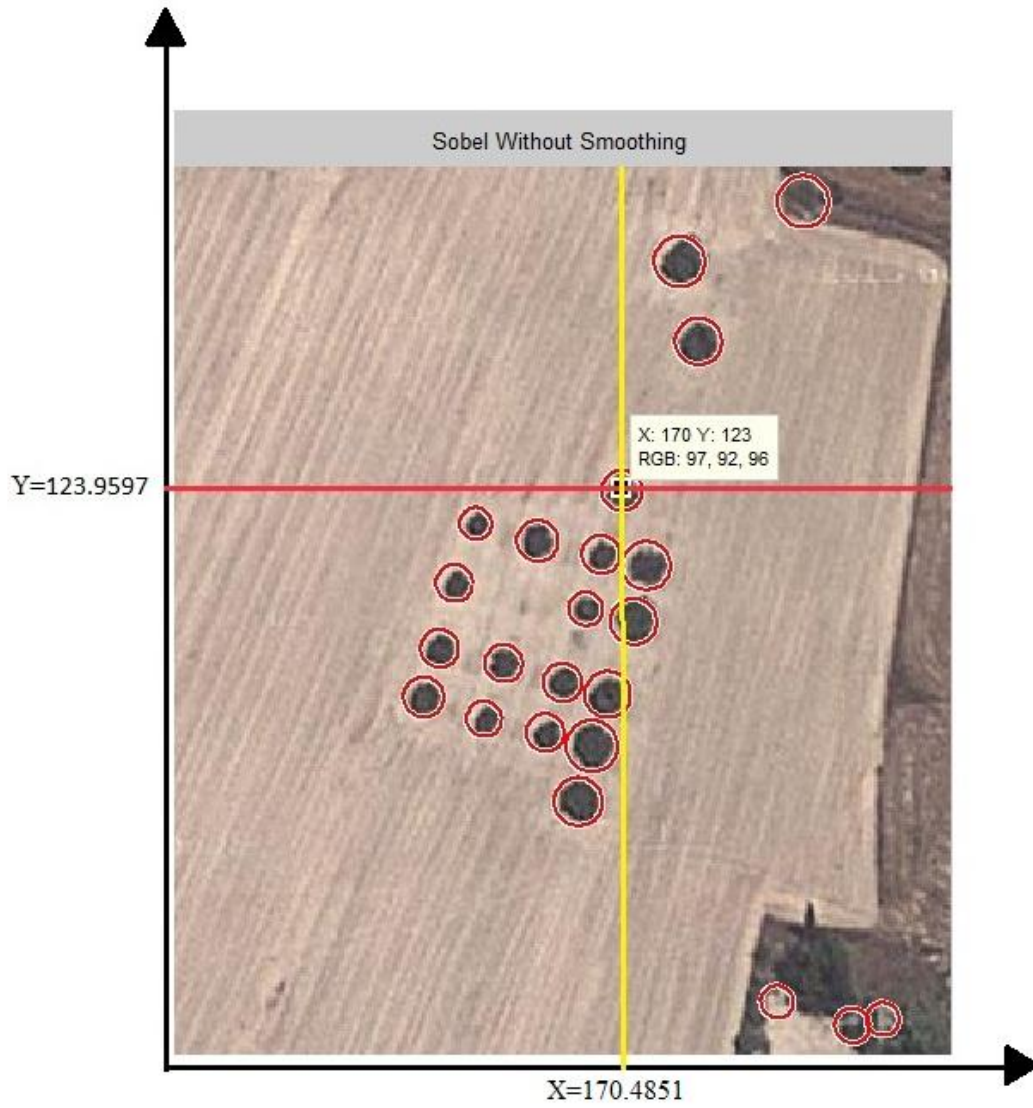 Sobel Without Smoothing
X: 170 Y: 123
RGB: 97, 92, 96
Y=123.9597
X=170.4851